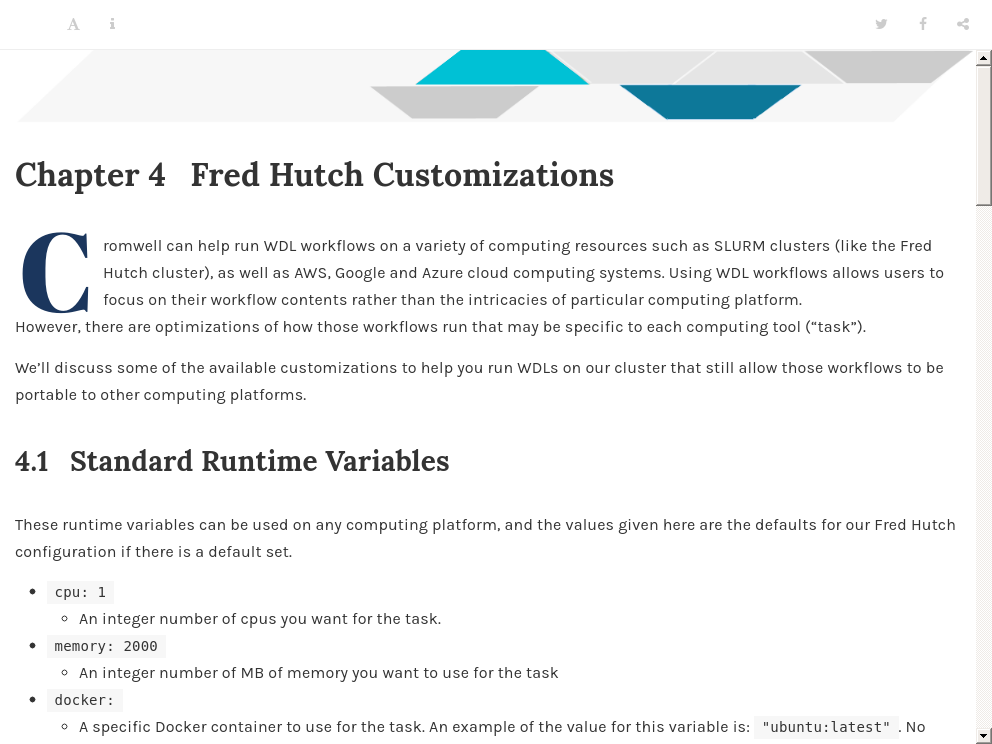 Chapter 4 Fred Hutch Customizations
Cromwell can help run WDL workflows on a variety of computing resources such as SLURM clusters (like the Fred
Hutch cluster), as well as AWS, Google and Azure cloud computing systems. Using WDL workflows allows users to
focus on their workflow contents rather than the intricacies of particular computing platform.
However, there are optimizations of how those workflows run that may be specific to each computing tool (“task”).
We’ll discuss some of the available customizations to help you run WDLs on our cluster that still allow those workflows to be
portable to other computing platforms.
4.1 Standard Runtime Variables
These runtime variables can be used on any computing platform, and the values given here are the defaults for our Fred Hutch
configuration if there is a default set.
cpu: 1
An integer number of cpus you want for the task.
memory: 2000
An integer number of MB of memory you want to use for the task
docker:
A specific Docker container to use for the task. An example of the value for this variable is: "ubuntu:latest" . No